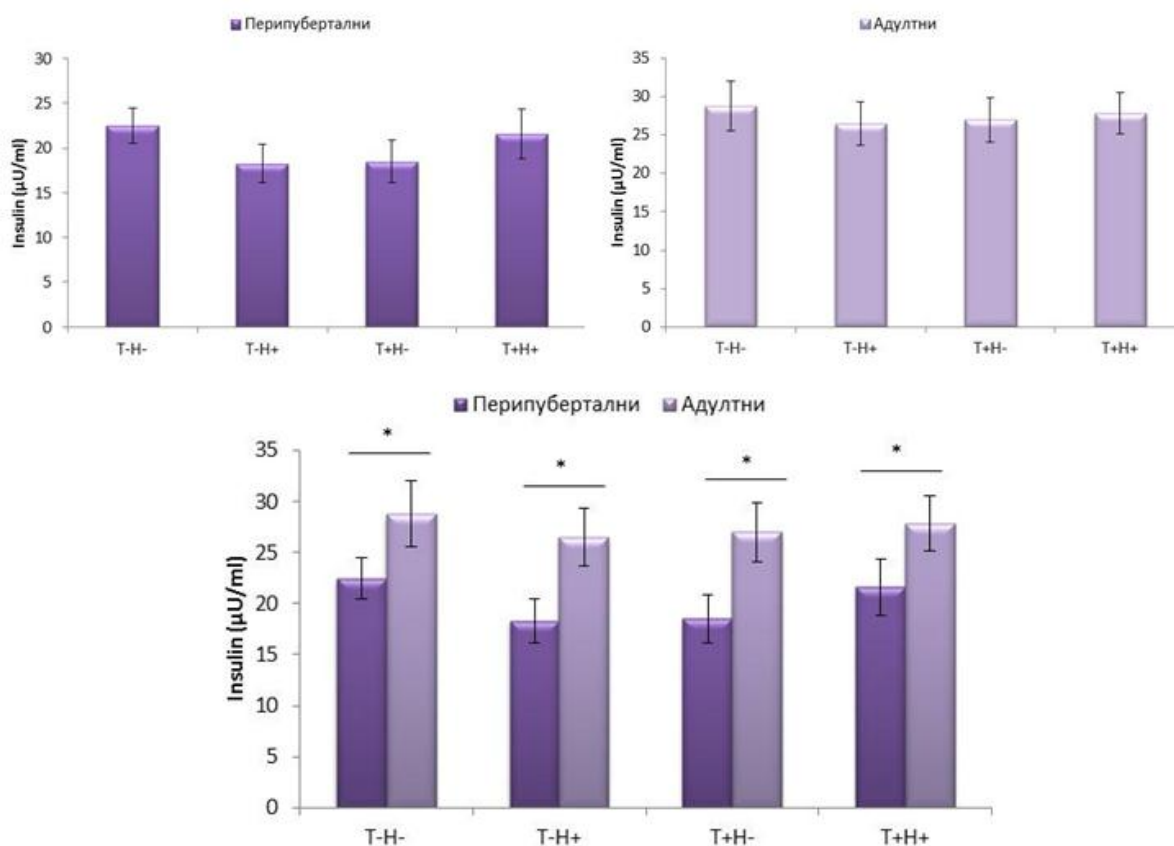 Перипубертални
Insulin (µU/ml)
30
25
20
15
10
5
0
T-H-
T-H+
T+H-
T+H+
Адултни
Insulin (µU/ml)
35
30
25
20
15
10
5
0
T-H-
T-H+
T+H-
T+H+
Перипубертални Адултни
Insulin (µU/ml)
35
30
25
20
15
10
5
0
* * * *
T-H-
T-H+
T+H-
T+H+